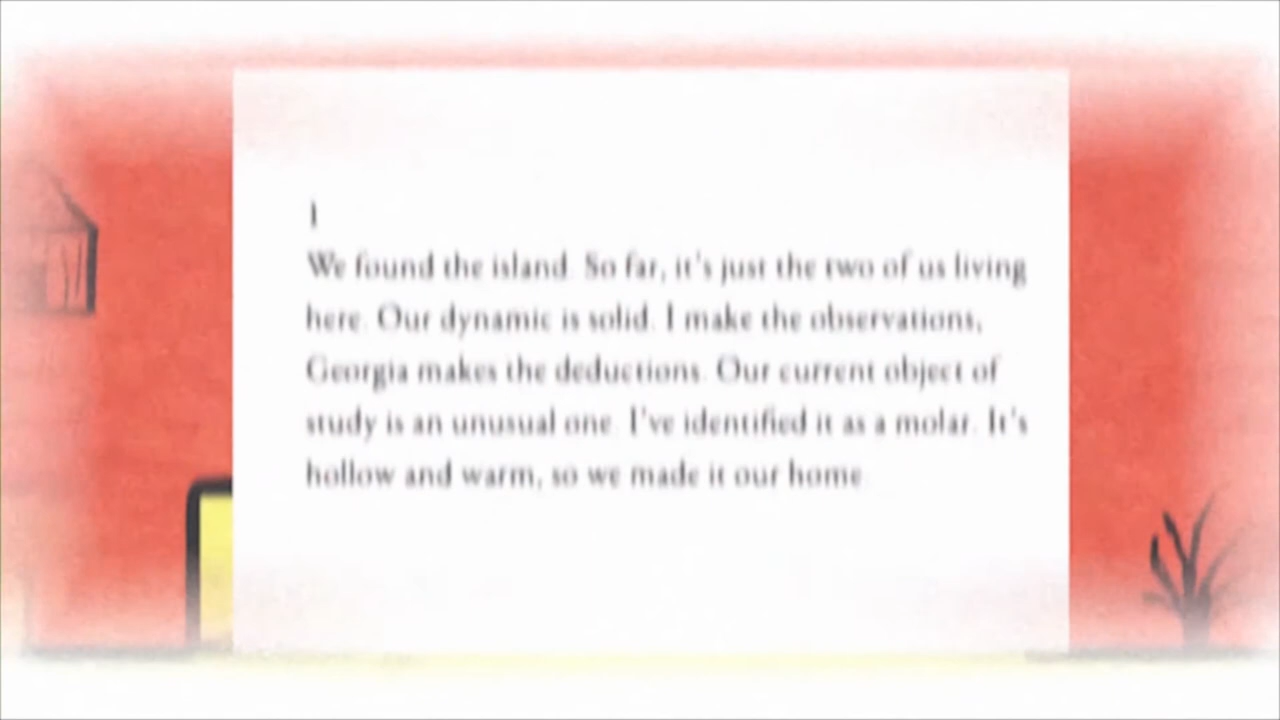 1
We found the island. So far, it's just the two of us living
here. Our dynamic is solid. I make the observations,
Georgia makes the deductions. Our current object of
study is an unusual one. I've identified it as a molar. It's
hollow and warm, so we made it our home.